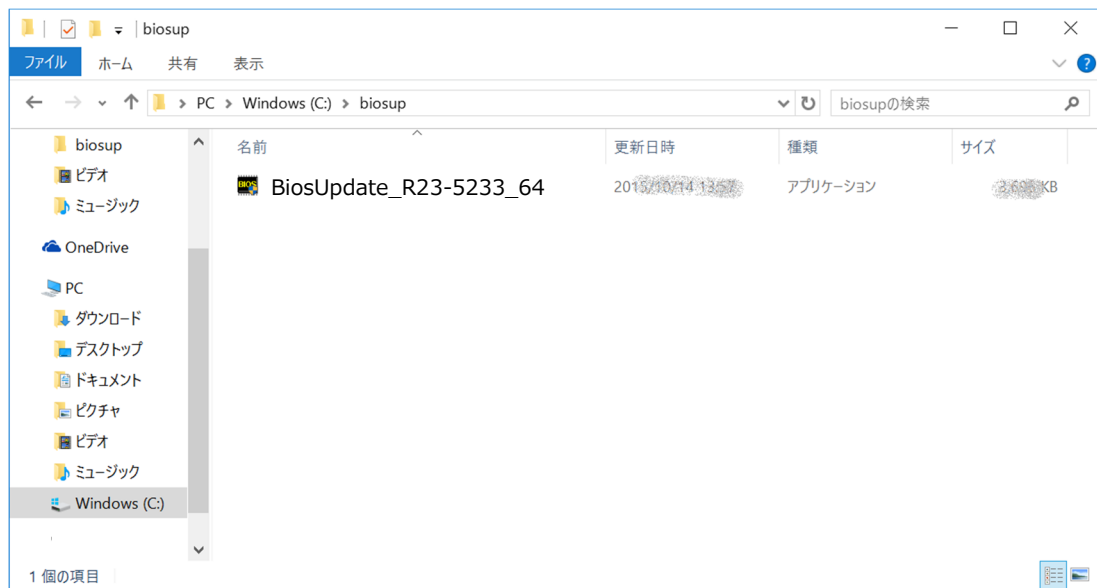 biosup
ファイル ホーム 共有 表示
PC Windows (C:) biosup biosupの検索
名前 更新日時 種類 サイズ
BIOS BiosUpdate_R23-5233_64 アプリケーション KB
biosup
ビデオ
ミュージック
OneDrive
PC
ダウンロード
デスクトップ
ドキュメント
ピクチャ
ビデオ
ミュージック
Windows (C:)
1 個の項目